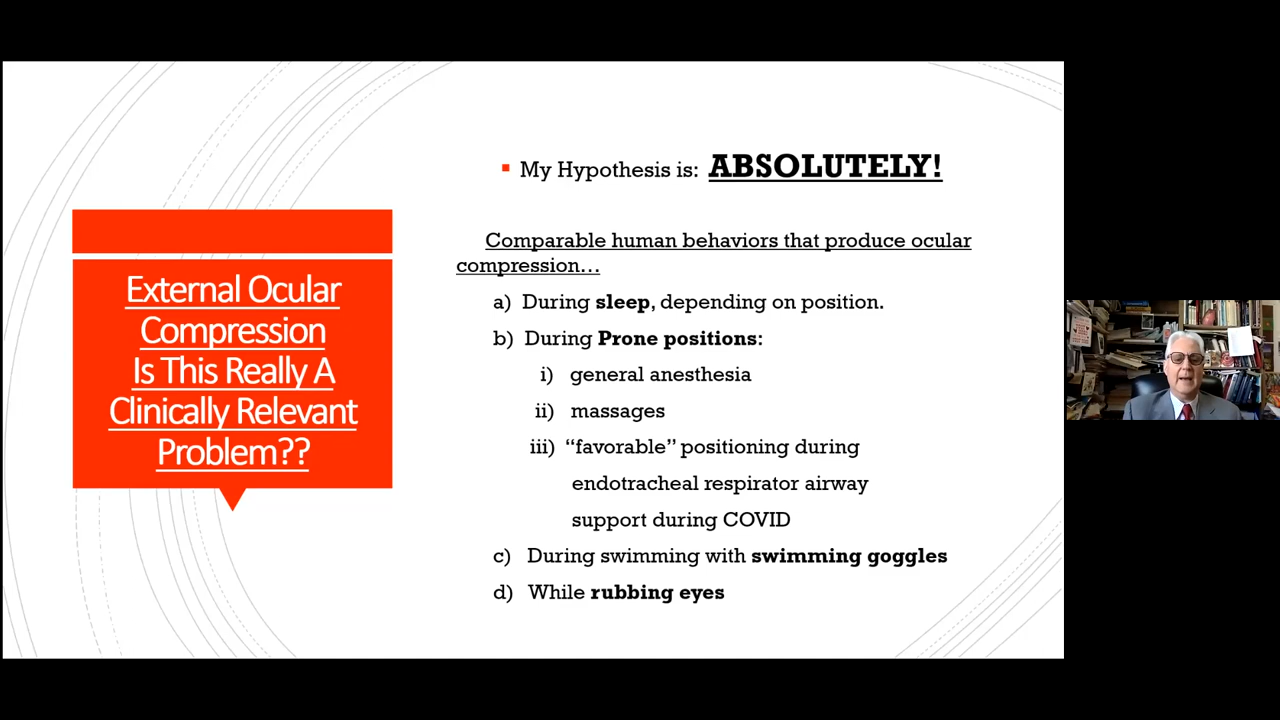 External Ocular
Compression
Is This Really A
Clinically Relevant
Problem??
▪ My Hypothesis is: ABSOLUTELY!
Comparable human behaviors that produce ocular
compression…
a) During sleep, depending on position.
b) During Prone positions:
i) general anesthesia
ii) massages
iii) “favorable” positioning during
endotracheal respirator airway
support during COVID
c) During swimming with swimming goggles
d) While rubbing eyes